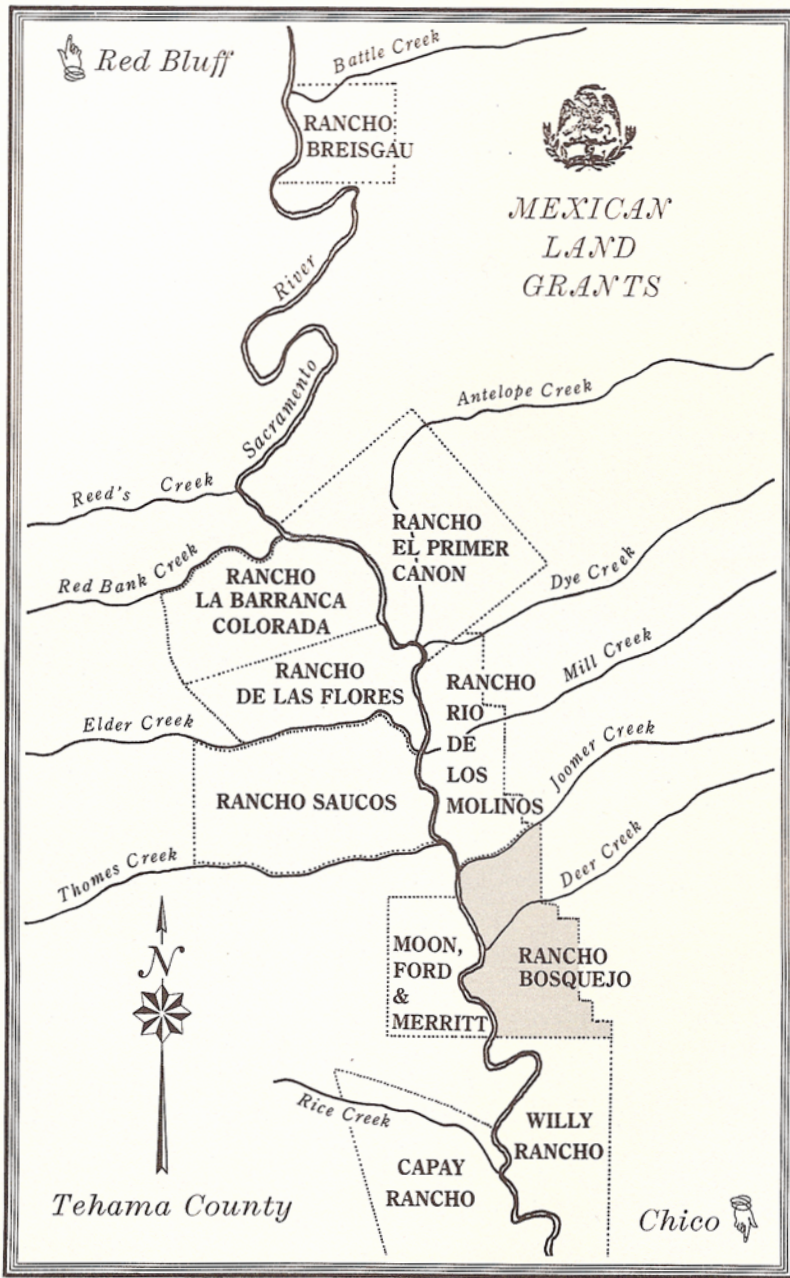 Red Bluff
Battle Creek
RANCHO
BREISGAU
MEXICAN
LAND
GRANTS
River
Sacramento
Antelope Creek
Reed's Creek
RANCHO
EL PRIMER
CANON
Dye Creek
Red Bank Creek
RANCHO
LA BARRANCA
COLORADA
Mill Creek
RANCHO
DE LAS FLORES
RANCHO
RIO
DE
LOS
MOLINOS
Elder Creek
Joomer Creek
RANCHO SAUCOS
Thomes Creek
Deer Creek
N
MOON,
FORD
&
MERRITT
RANCHO
BOSQUEJO
Rice Creek
WILLY
RANCHO
CAPAY
RANCHO
Tehama County
Chico